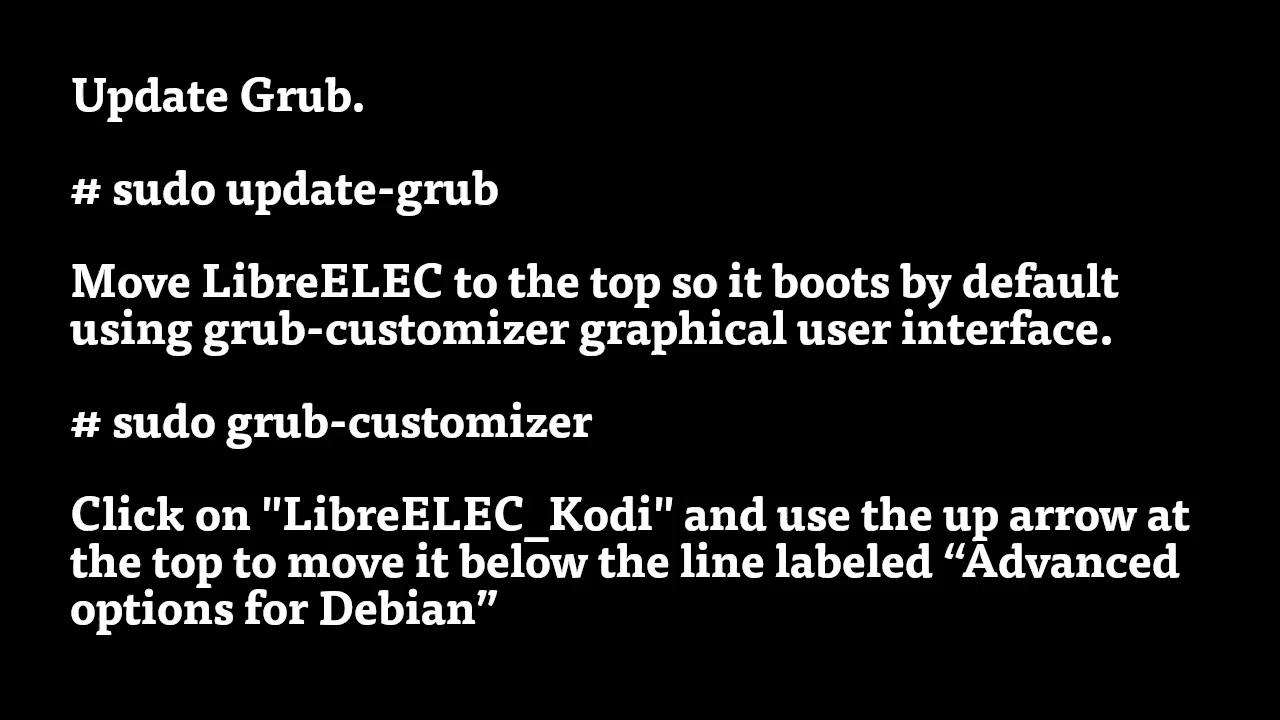 Update Grub.
# sudo update-grub
Move LibreELEC to the top so it boots by default
using grub-customizer graphical user interface.
# sudo grub-customizer
Click on "LibreELEC_Kodi" and use the up arrow at
the top to move it below the line labeled “Advanced
options for Debian”